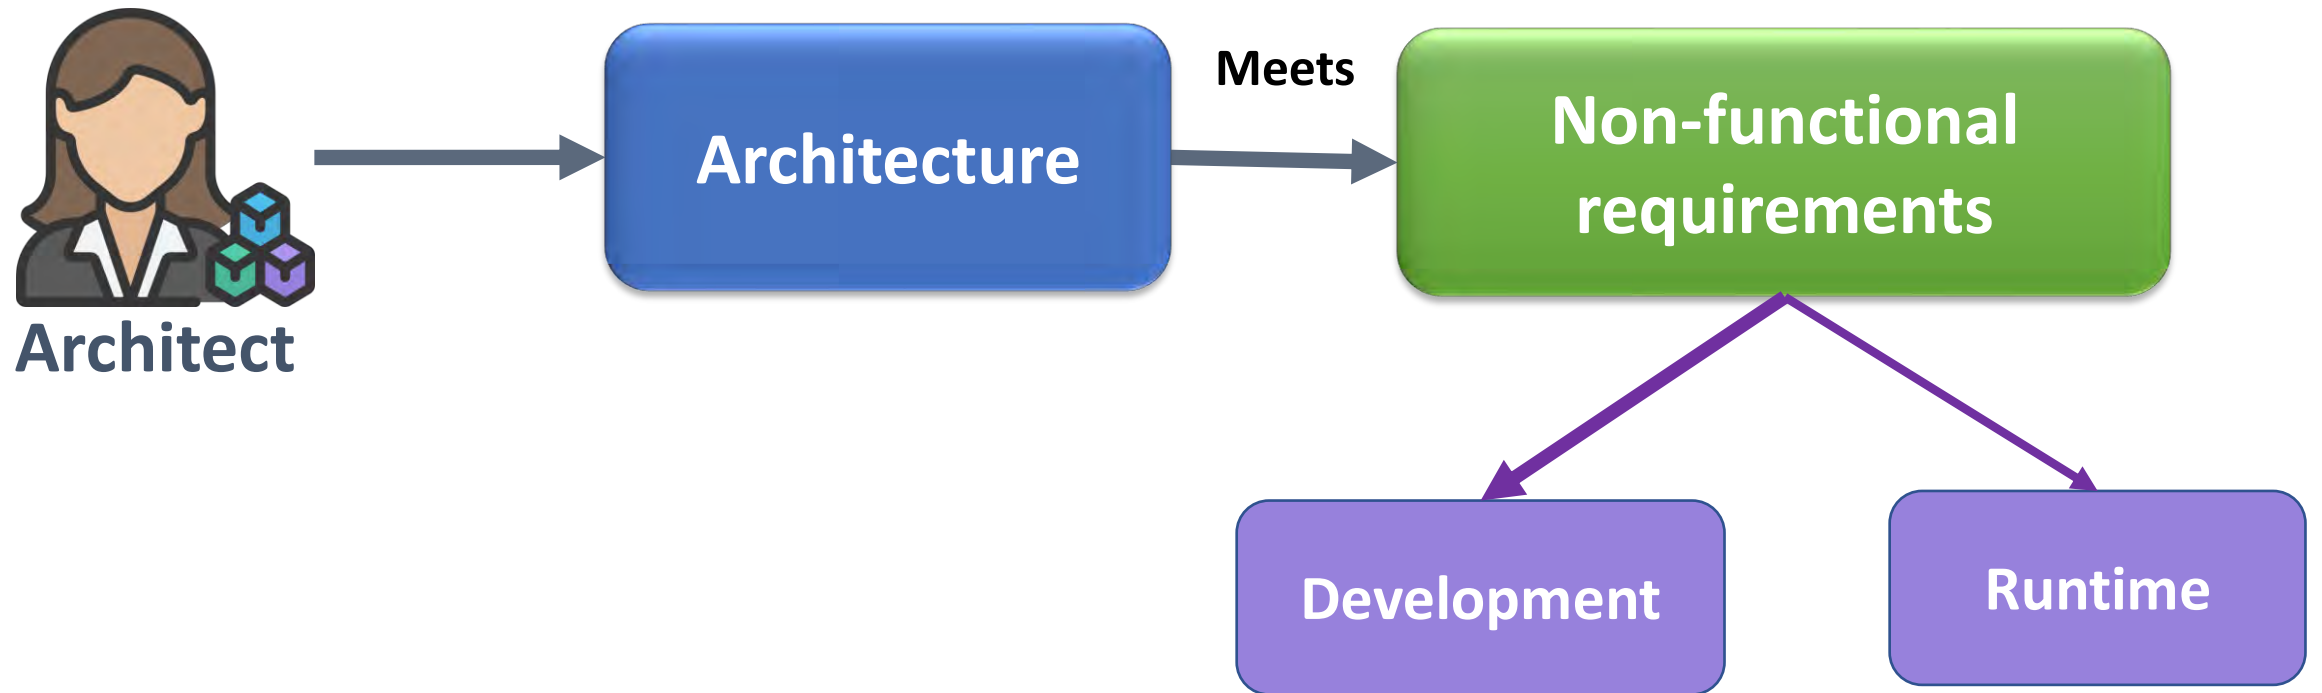 Meets
Architecture
Non-functional
requirements
Architect
Development
Runtime